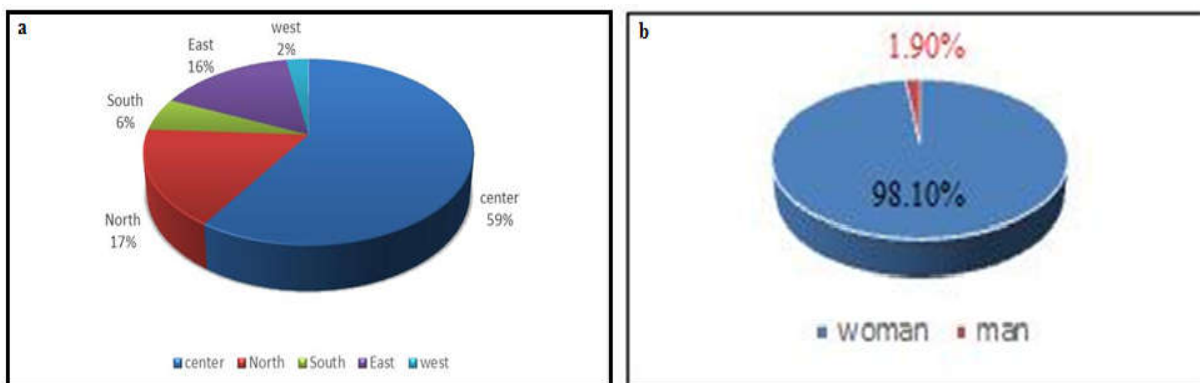 a
west
2%
East
16%
South
6%
North
17%
center
59%
center North South East west
b
1.90%
98.10%
woman man